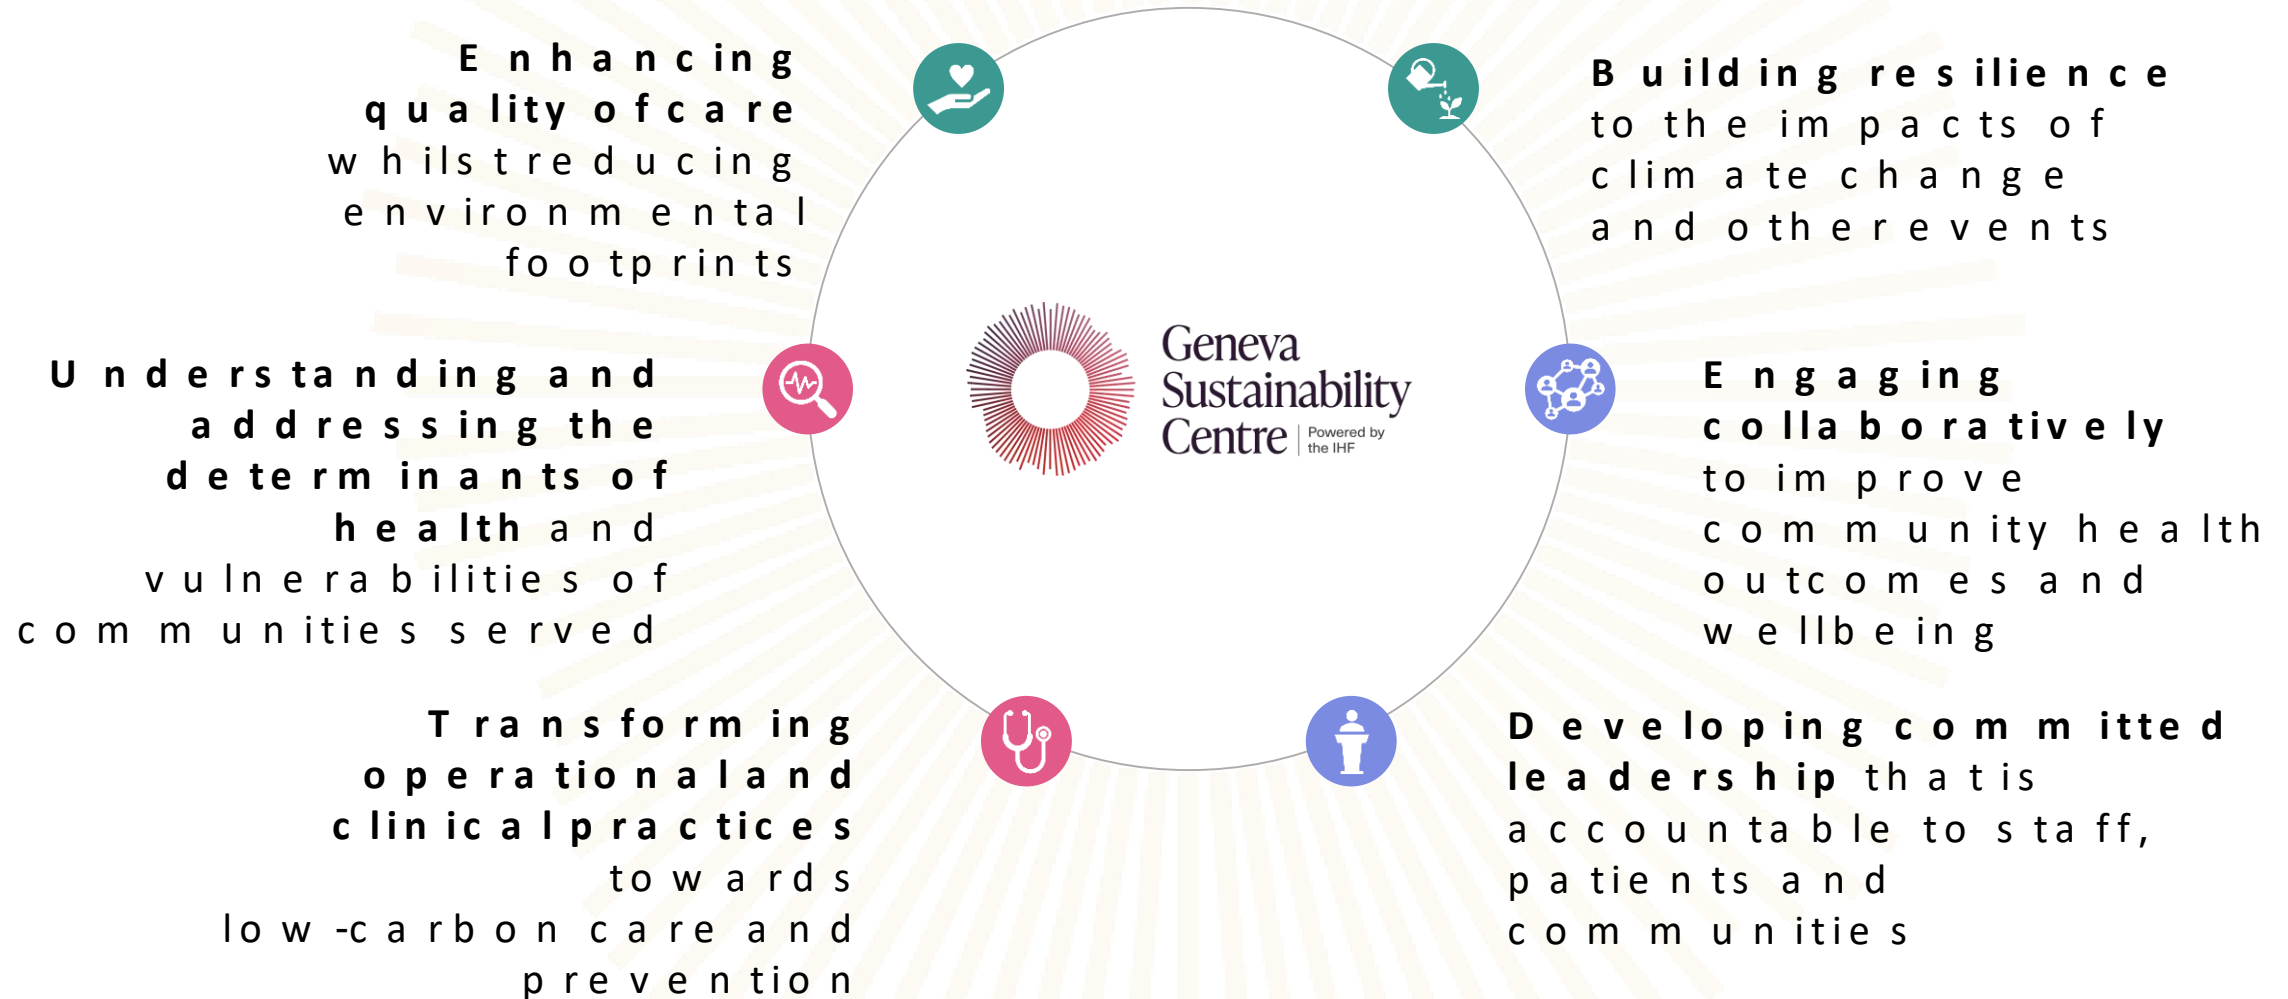 Enhancing
quality of care
whilst reducing
environmental
footprints
Building resilience
to the impacts of
climate change
and other events
Understanding and
addressing the
determinants of
health and
vulnerabilities of
communities served
Geneva
Sustainability
Centre | Powered by
the IHF
Engaging
collaboratively
to improve
community health
outcomes and
wellbeing
Transforming
operational and
clinical practices
towards
low-carbon care and
prevention
Developing committed
leadership that is
accountable to staff,
patients and
communities